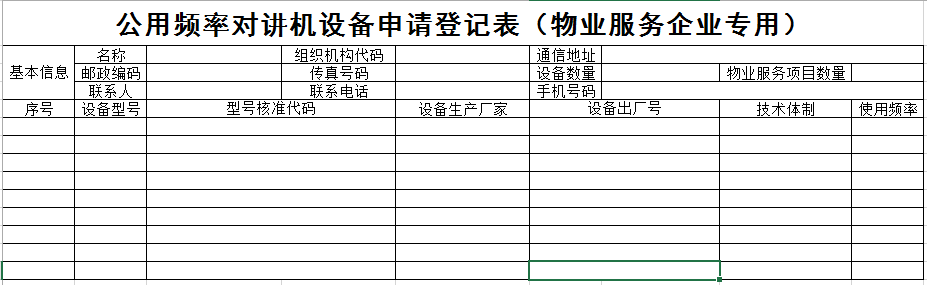 公用频率对讲机设备申请登记表（物业服务企业专用）
基本信息 名称 组织机构代码 通信地址
邮政编码 传真号码 设备数量 物业服务项目数量
联系人 联系电话 手机号码
序号 设备型号 型号核准代码 设备生产厂家 设备出厂号 技术体制 使用频率